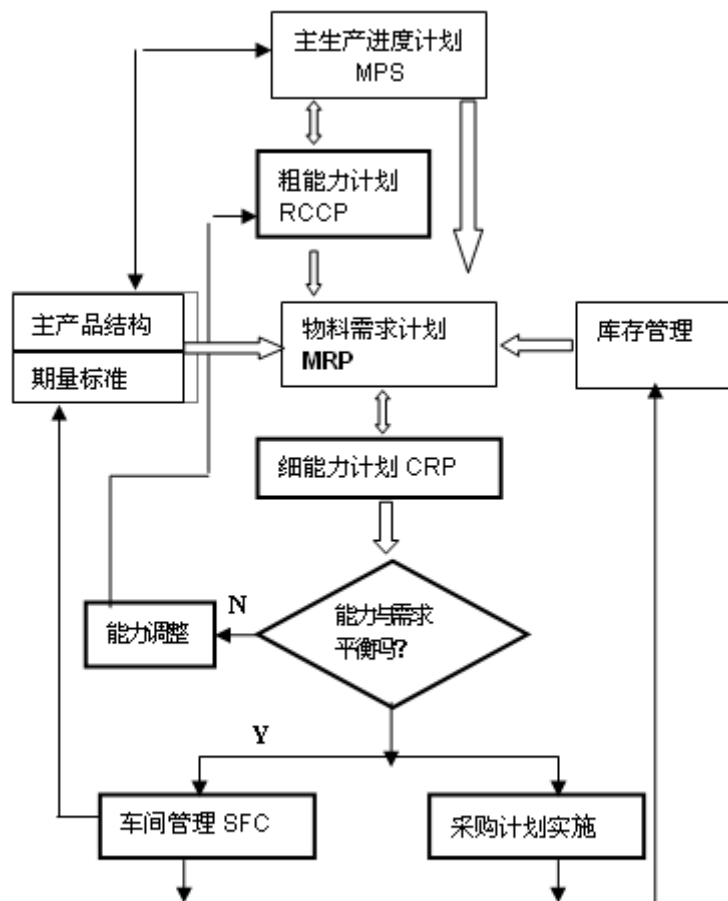 主生产进度计划
MPS
粗能力计划
RCCP
主产品结构
期量标准
物料需求计划
MRP
库存管理
细能力计划 CRP
能力与需求
平衡吗?
N
能力调整
Y
车间管理 SFC
采购计划实施